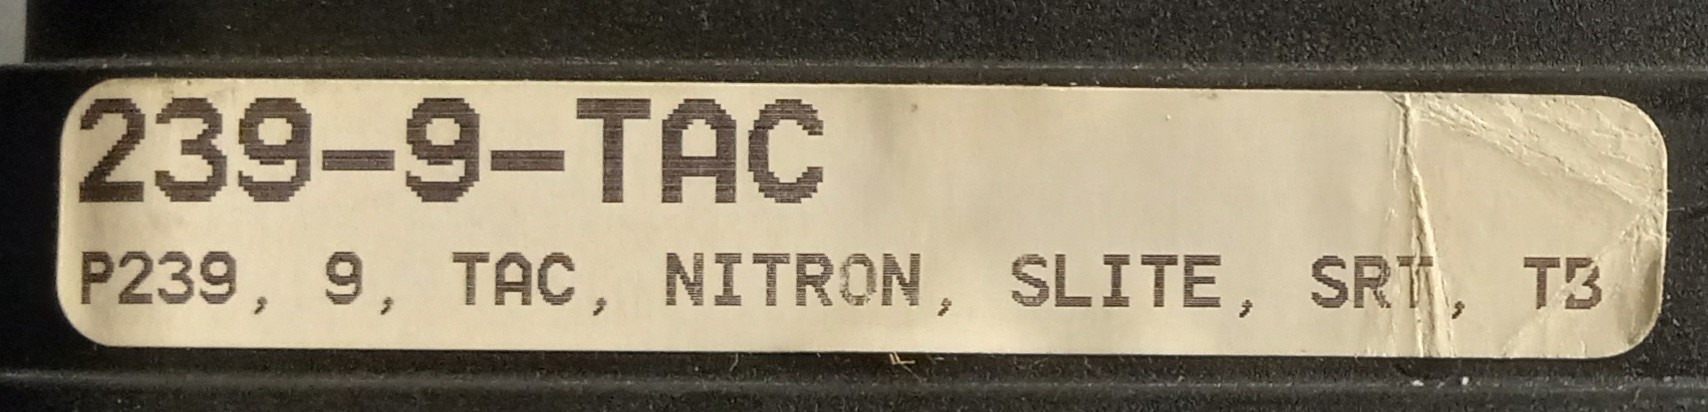 239-9-TAC
P239, 9, TAC, NITRON, SLITE, SRT, TB